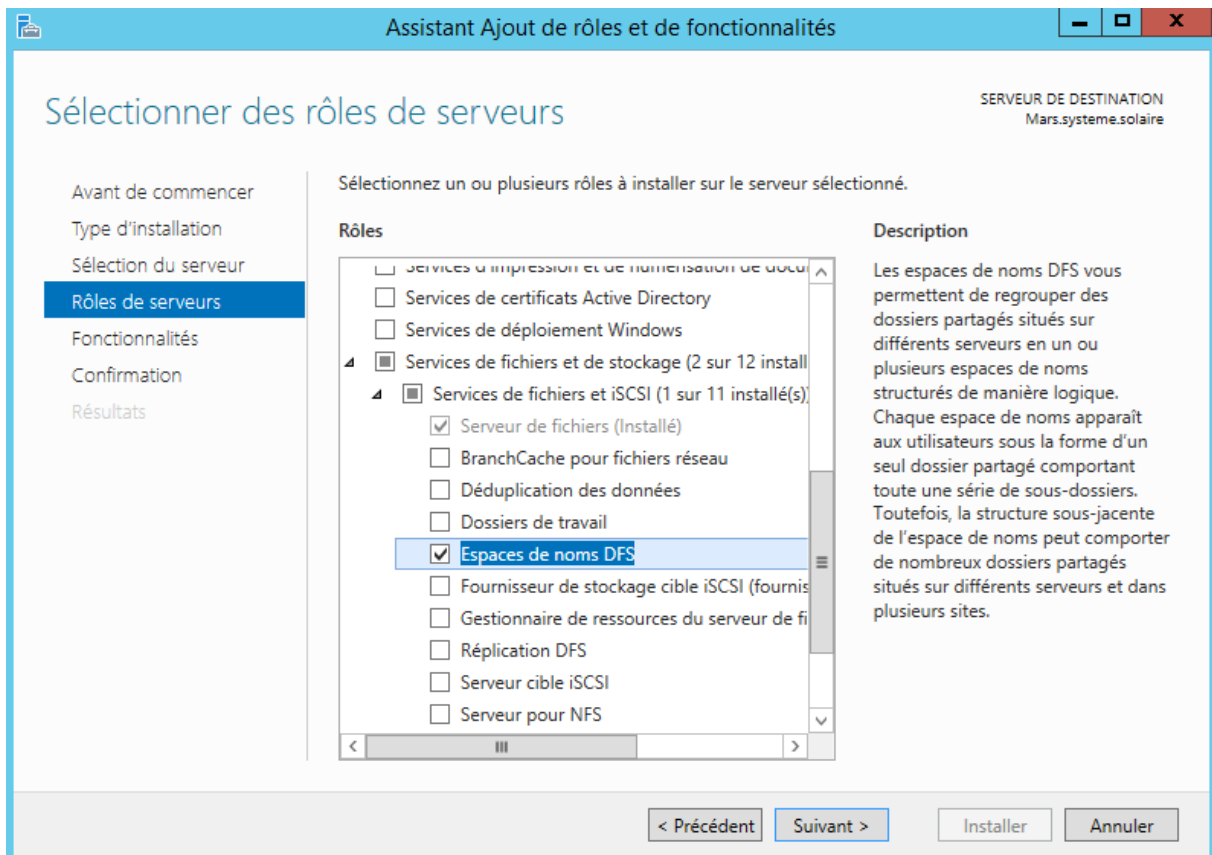 Assistant Ajout de rôles et de fonctionnalités
Sélectionner des rôles de serveurs
SERVEUR DE DESTINATION
Mars.systeme.solaire
Avant de commencer
Type d'installation
Sélection du serveur
Rôles de serveurs
Fonctionnalités
Confirmation
Résultats
Sélectionnez un ou plusieurs rôles à installer sur le serveur sélectionné.
Rôles
Services d'impression et de numérisation de docu
Services de certificats Active Directory
Services de déploiement Windows
Services de fichiers et de stockage (2 sur 12 install
Services de fichiers et iSCSI (1 sur 11 installé(s))
Serveur de fichiers (Installé)
BranchCache pour fichiers réseau
Déduplication des données
Dossiers de travail
Espaces de noms DFS
Fournisseur de stockage cible iSCSI (fournis
Gestionnaire de ressources du serveur de fi
Réplication DFS
Serveur cible iSCSI
Serveur pour NFS
Description
Les espaces de noms DFS vous
permettent de regrouper des
dossiers partagés situés sur
différents serveurs en un ou
plusieurs espaces de noms
structurés de manière logique.
Chaque espace de noms apparaît
aux utilisateurs sous la forme d'un
seul dossier partagé comportant
toute une série de sous-dossiers.
Toutefois, la structure sous-jacente
de l'espace de noms peut comporter
de nombreux dossiers partagés
situés sur différents serveurs et dans
plusieurs sites.
< Précédent
Suivant >
Installer
Annuler